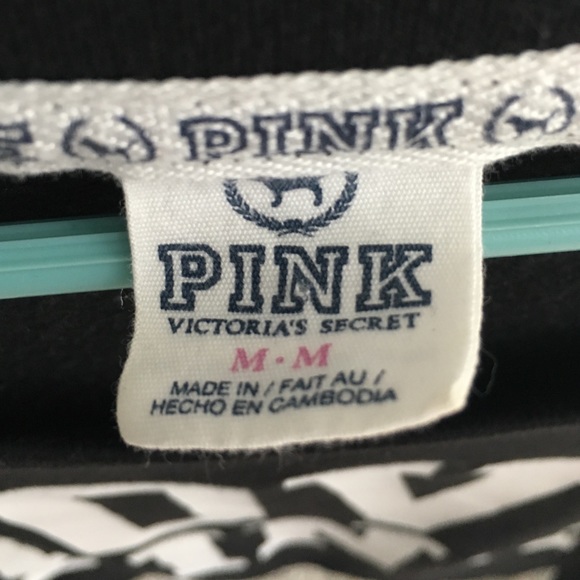 PINK
PINK
VICTORIA'S SECRET
M • M
MADE IN / FAIT AU /
HECHO EN CAMBODIA